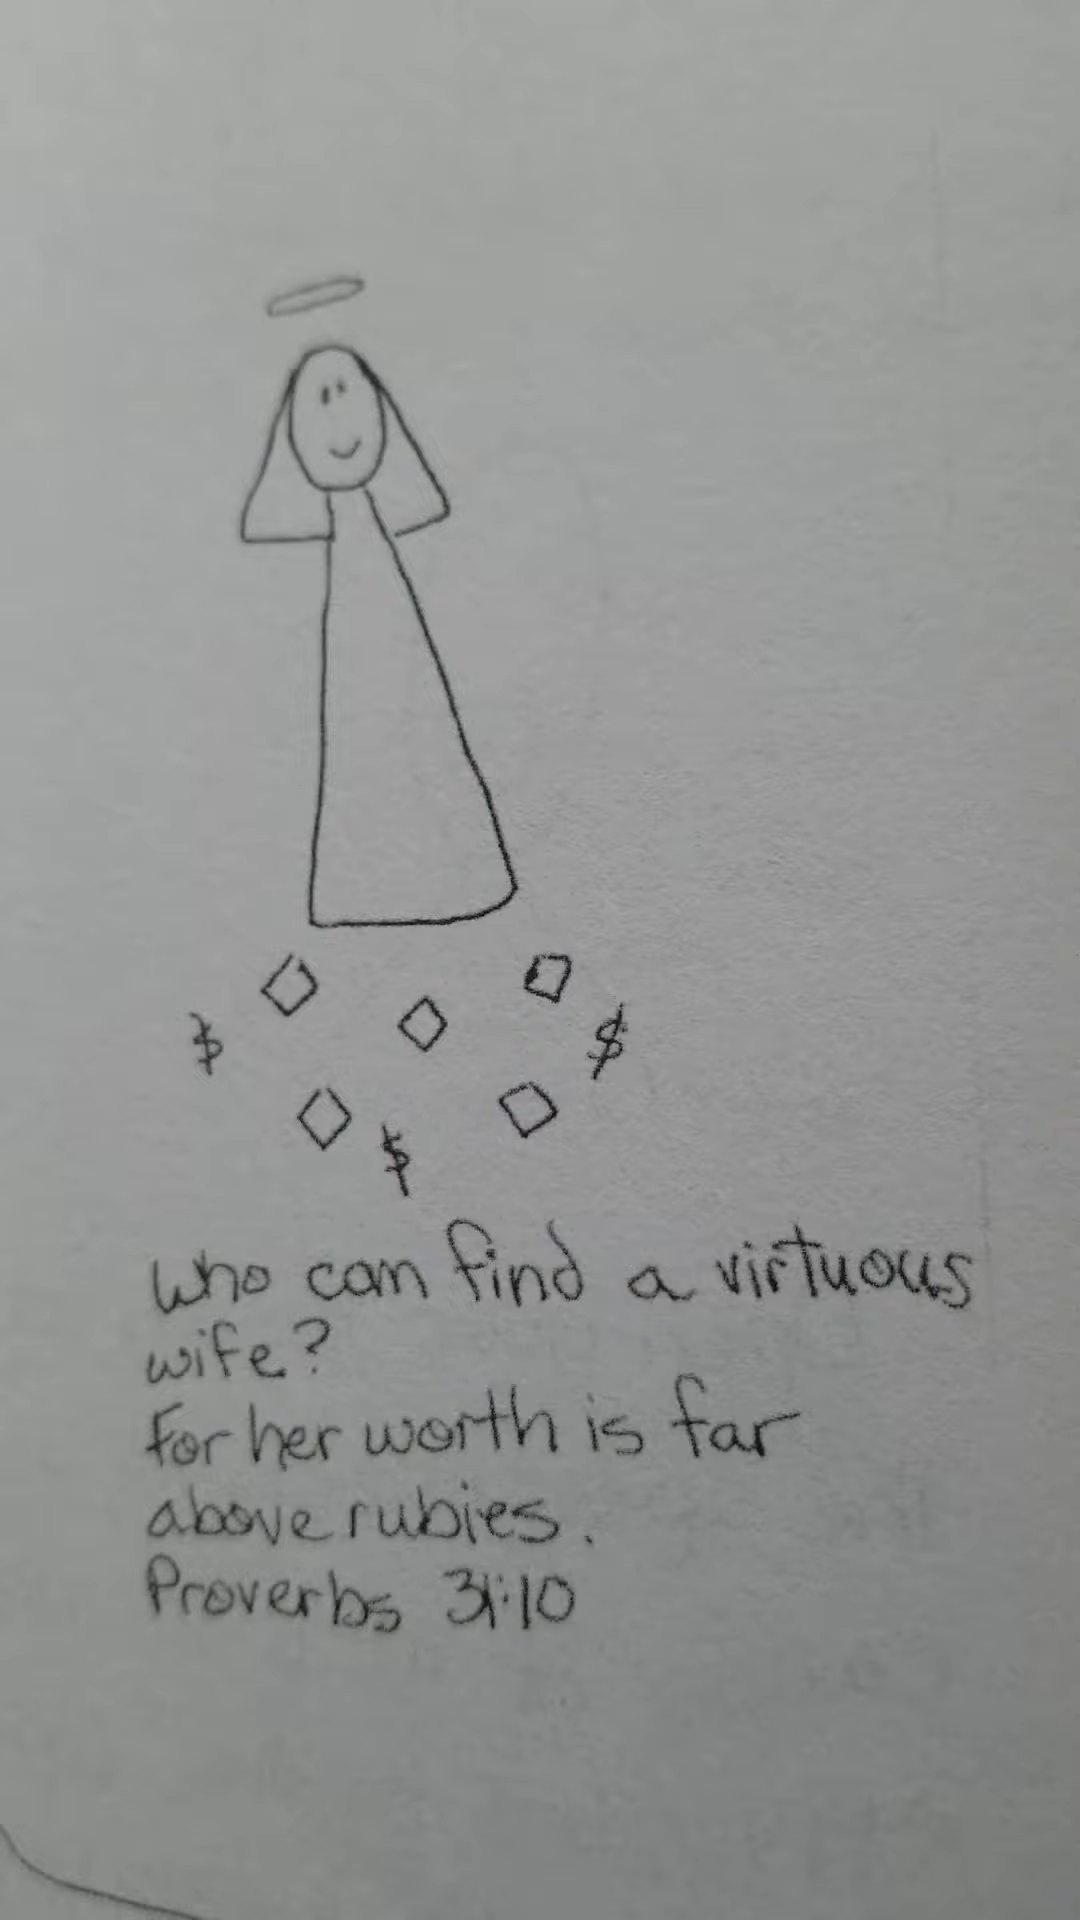 $ $
$
who can find a virtuous
wife?
For her worth is far
above rubies.
Proverbs 31:10